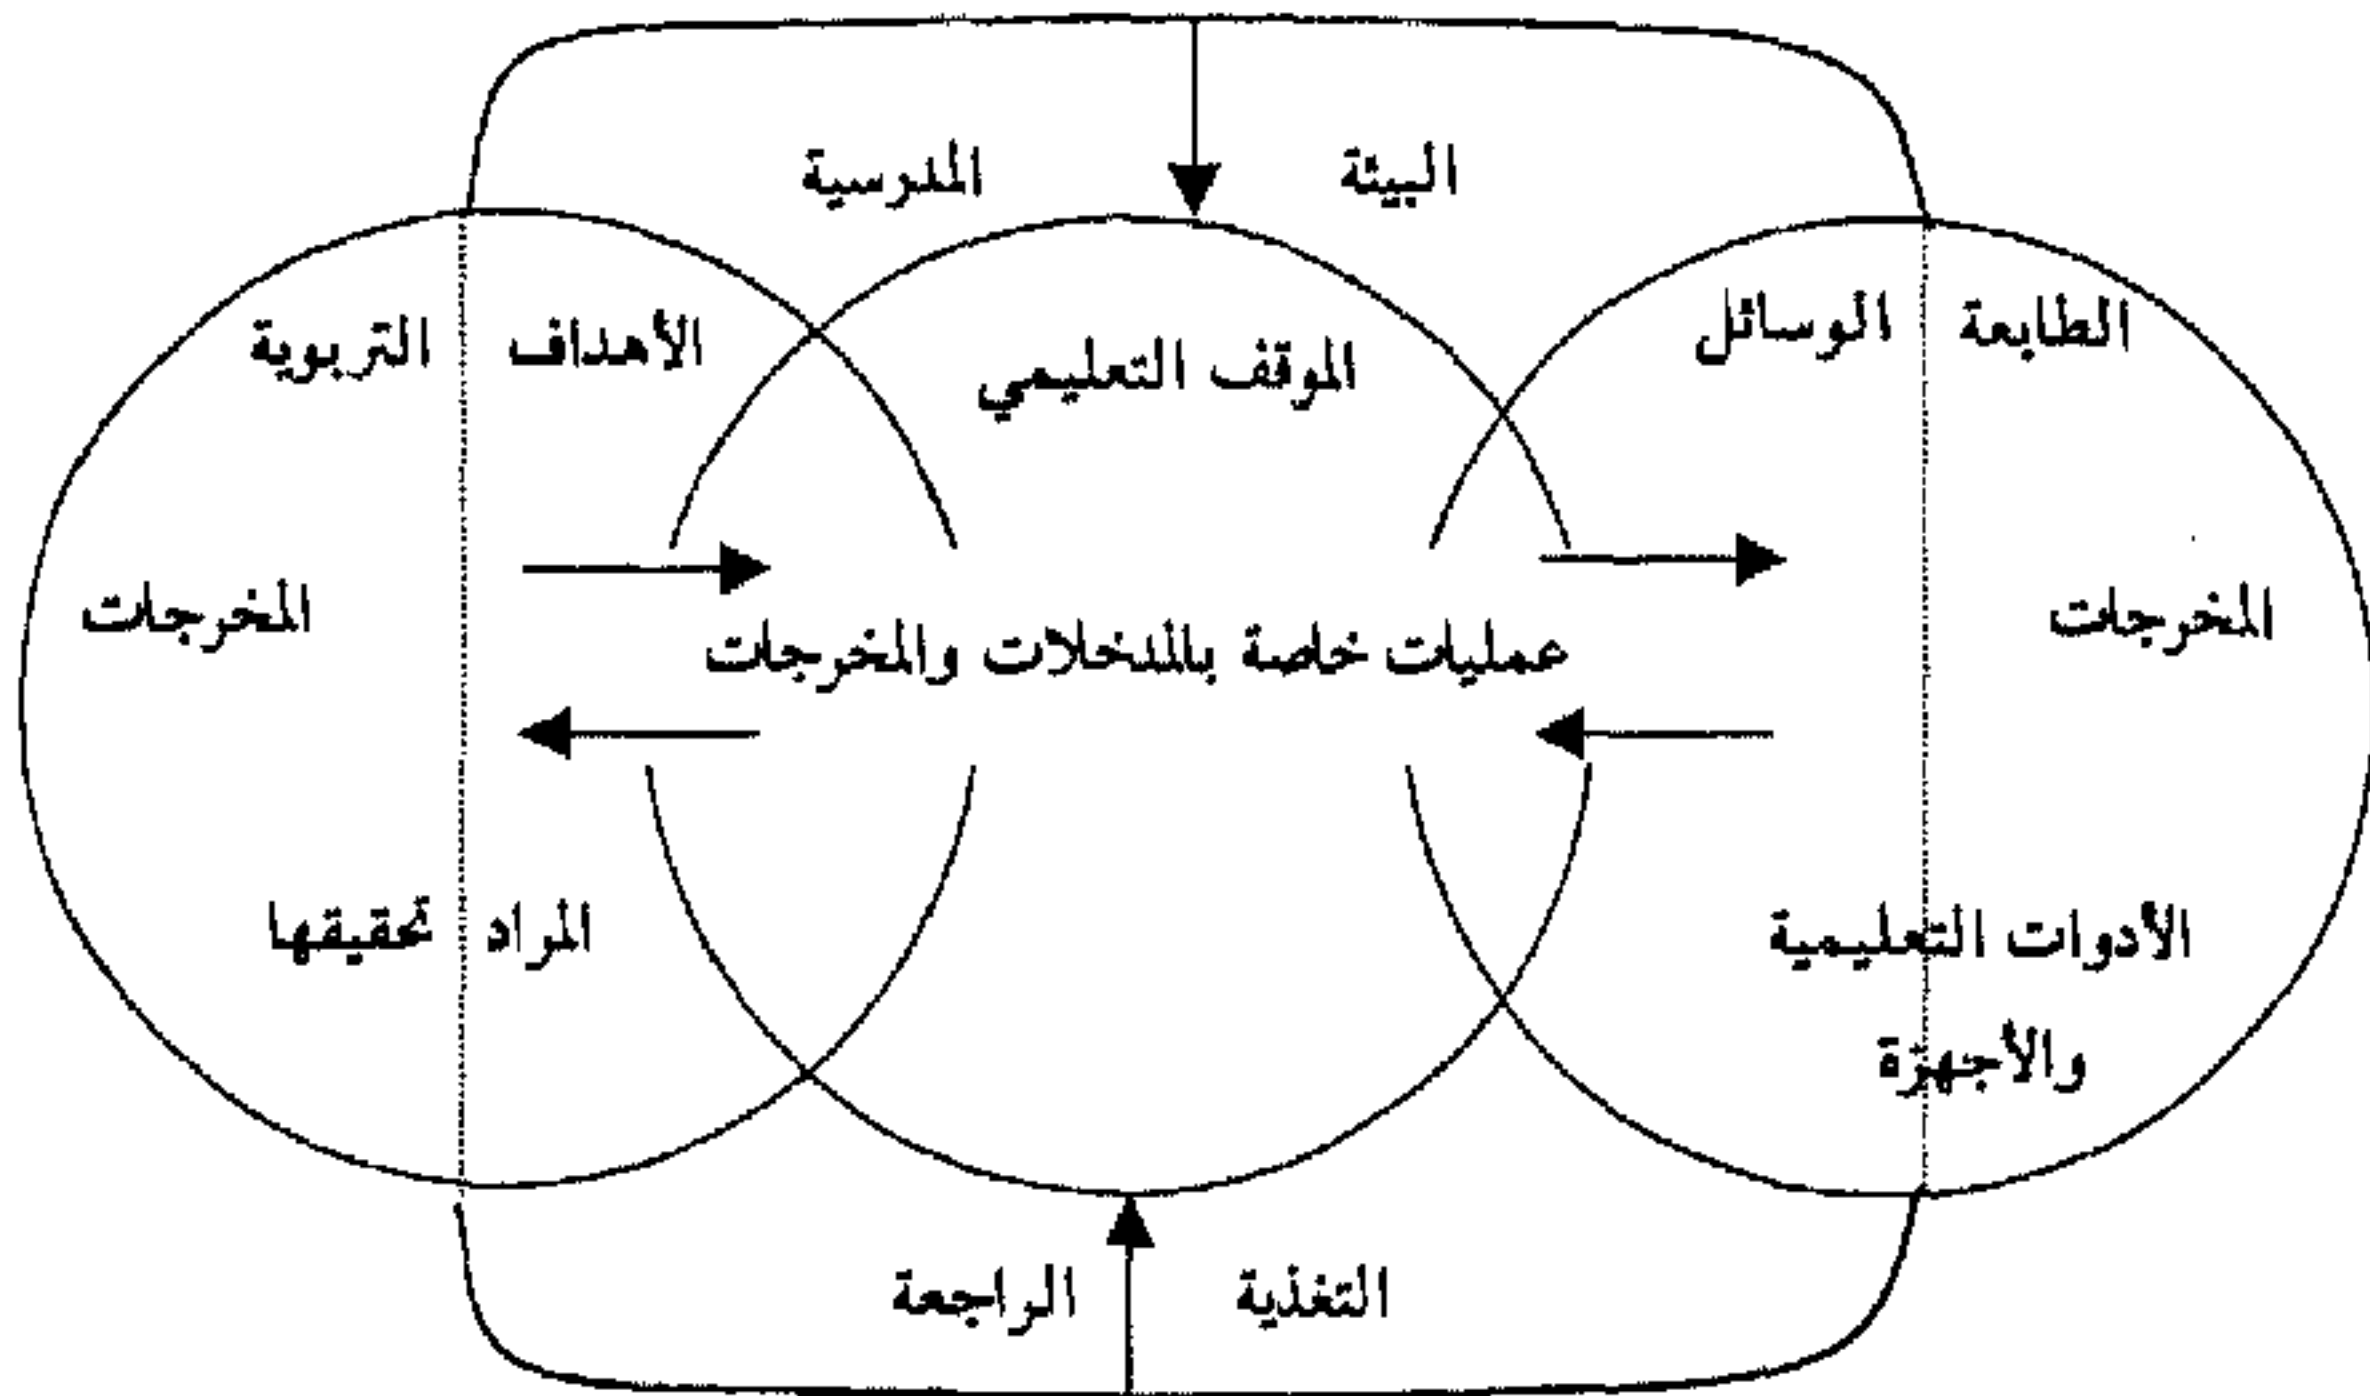 البيئة المدرسية
الطابعة الوسائل
الموقف التعليمي
الأهداف التربوية
المخرجات
عمليات خاصة بالمدخلات والمخرجات
المخرجات
الأدوات التعليمية
والأجهزة
المراد تحقيقها
التغذية الراجعة